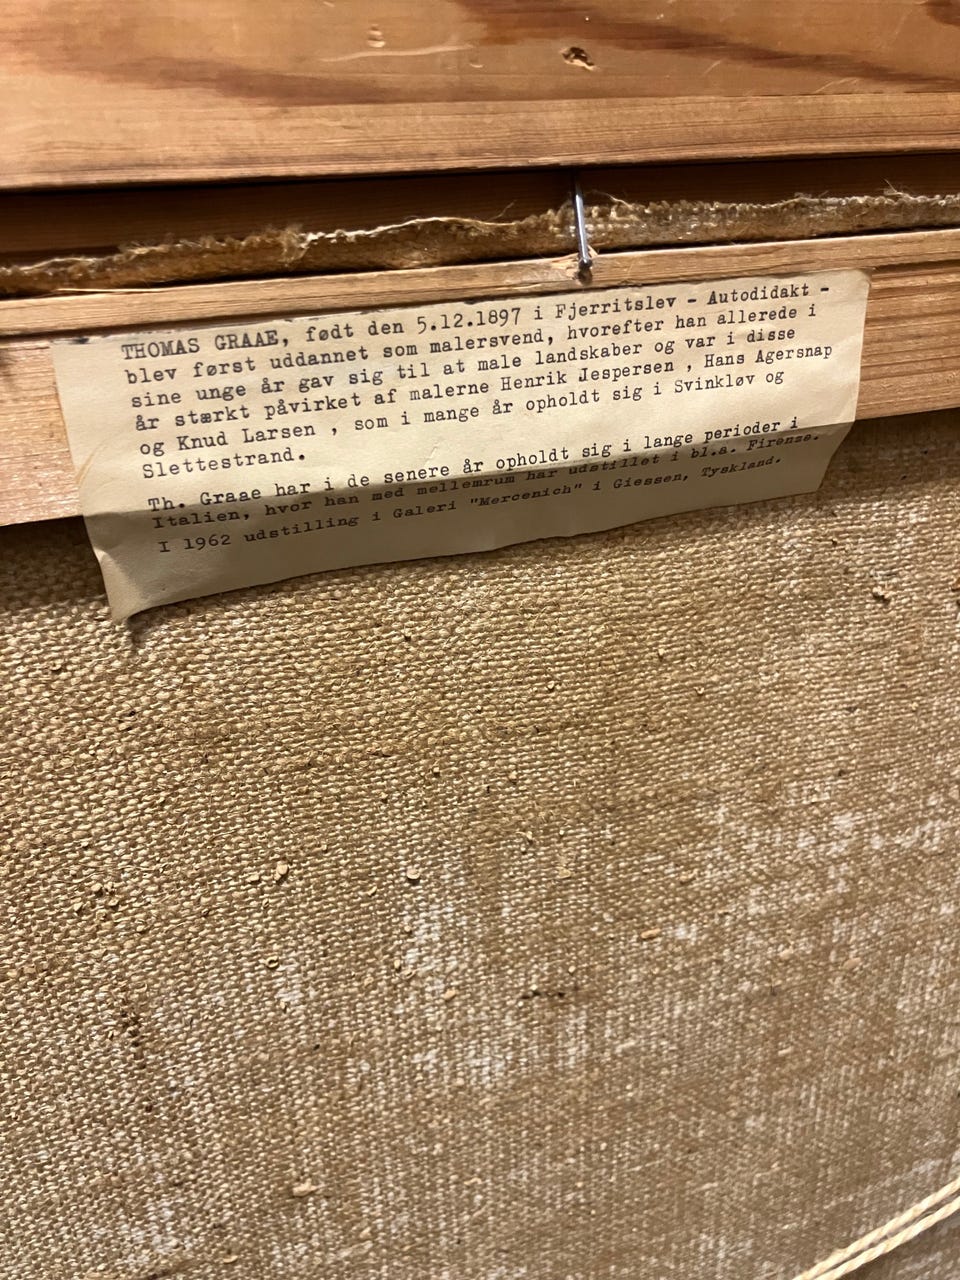 THOMAS GRAAE, født den 5.12.1897 i Fjerritslev - Autodidakt -
blev først uddannet som malersvend, hvorefter han allerede i
sine unge år gav sig til at male landskaber og var i disse
år stærkt påvirket af malerne Henrik Jespersen , Hans Agersnap
og Knud Larsen , som i mange år opholdt sig i Svinkløv og
Slettestrand.
Th. Graae har i de senere år opholdt sig i lange perioder i
Italien, hvor han med mellemrum har udstillet i bl.a. Firenze.
I 1962 udstilling i Galeri "Mercenich" i Giessen, Tyskland.